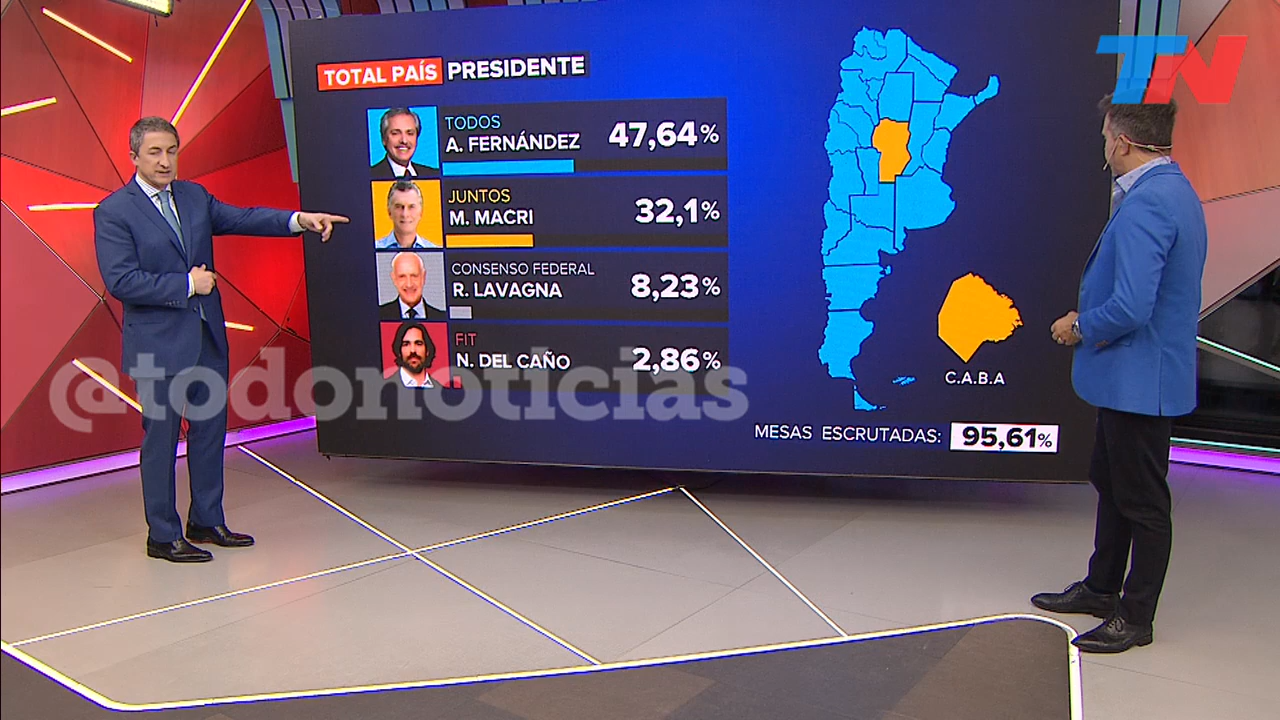 TN
TOTAL PAÍS PRESIDENTE
TODOS
A. FERNÁNDEZ 47,64%
JUNTOS
M. MACRI 32,1%
CONSENSO FEDERAL
R. LAVAGNA 8,23%
FIT
N. DEL CAÑO 2,86%
@todonoticias
C.A.B.A
MESAS ESCRUTADAS: 95,61%